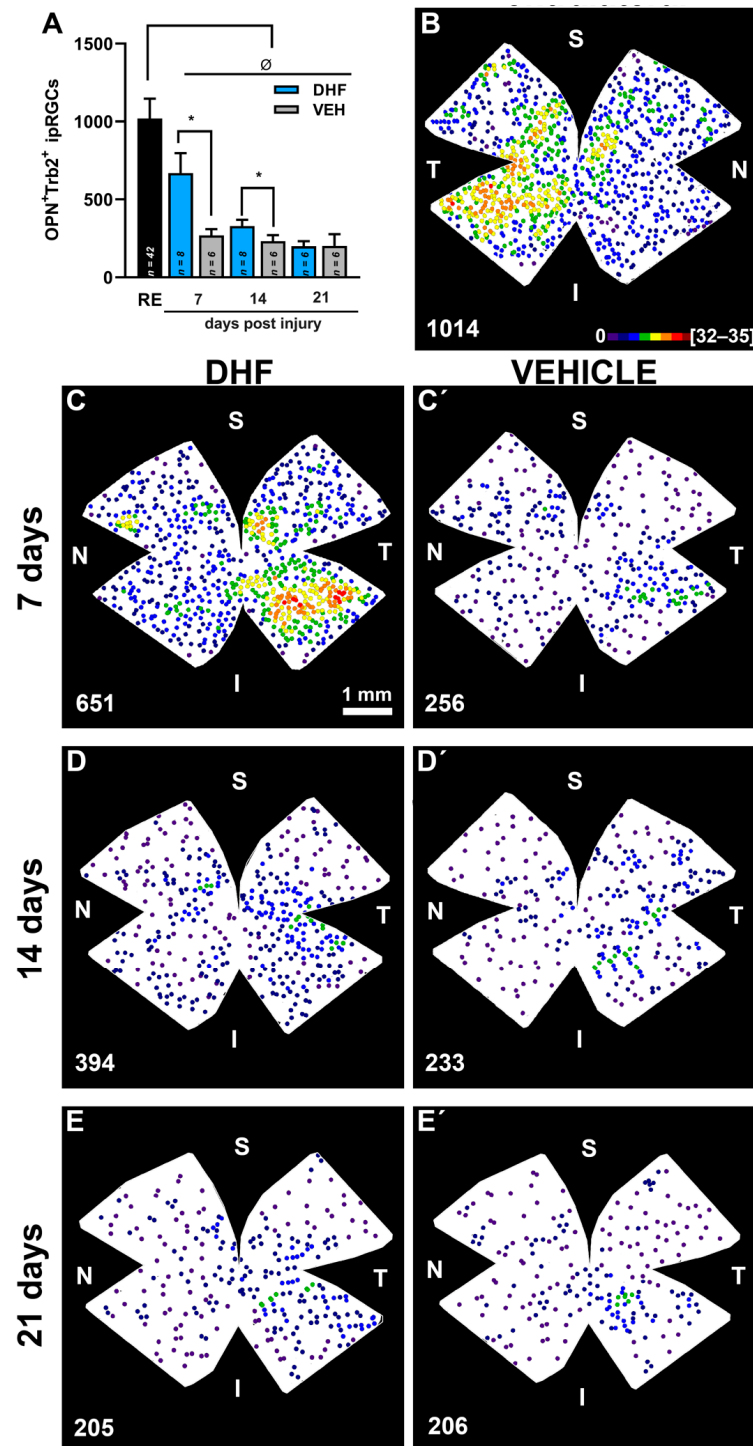 A
1500
1000
500
0
OPN⁺Trb2⁺ ipRGCs
*
*
Ø
DHF
VEH
n = 42
n = 8
n = 6
n = 8
n = 6
n = 6
n = 6
RE 7 14 21
days post injury
B
S
T N
I
1014
0 [32–35]
DHF VEHICLE
7 days
C
S
N T
I
651
1 mm
C´
S
N T
I
256
14 days
D
S
N T
I
394
D´
S
N T
I
233
21 days
E
S
N T
I
205
E´
S
N T
I
206